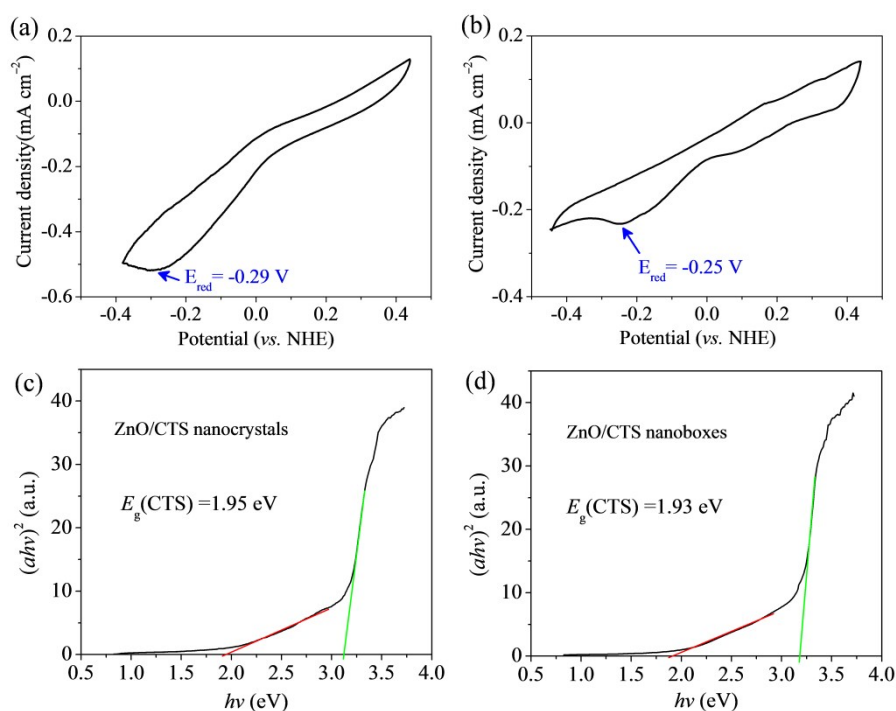 (a)
0.2
0.0
-0.2
-0.4
-0.6
Current density(mA cm⁻²)
E_red= -0.29 V
-0.4 -0.2 0.0 0.2 0.4
Potential (vs. NHE)
(b)
0.4
0.2
0.0
-0.2
-0.4
Current density (mA cm⁻²)
E_red= -0.25 V
-0.4 -0.2 0.0 0.2 0.4
Potential (vs. NHE)
(c)
40
30
20
10
0
(ahv)² (a.u.)
ZnO/CTS nanocrystals
E_g(CTS) =1.95 eV
0.5 1.0 1.5 2.0 2.5 3.0 3.5 4.0
hv (eV)
(d)
40
30
20
10
0
(ahv)² (a.u.)
ZnO/CTS nanoboxes
E_g(CTS) =1.93 eV
0.5 1.0 1.5 2.0 2.5 3.0 3.5 4.0
hv (eV)